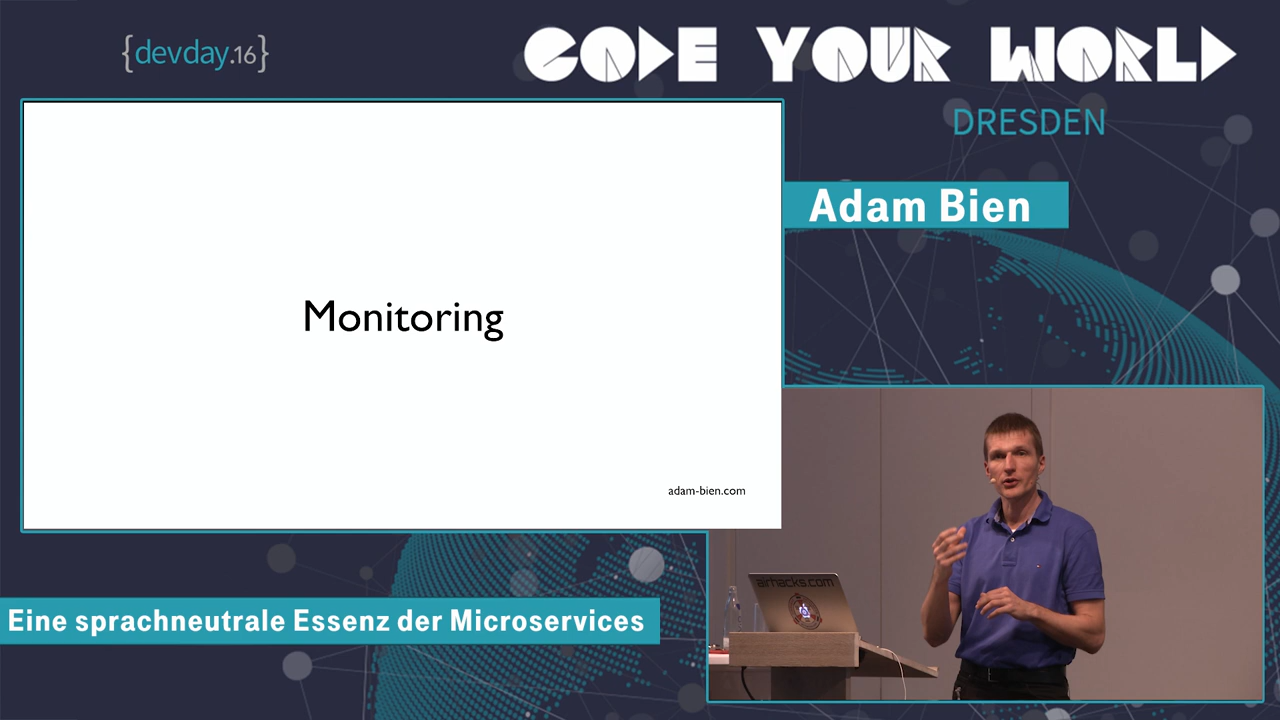 {devday.16}
CODE YOUR WORLD
DRESDEN
Adam Bien
Monitoring
adam-bien.com
airhacks.com
Eine sprachneutrale Essenz der Microservices